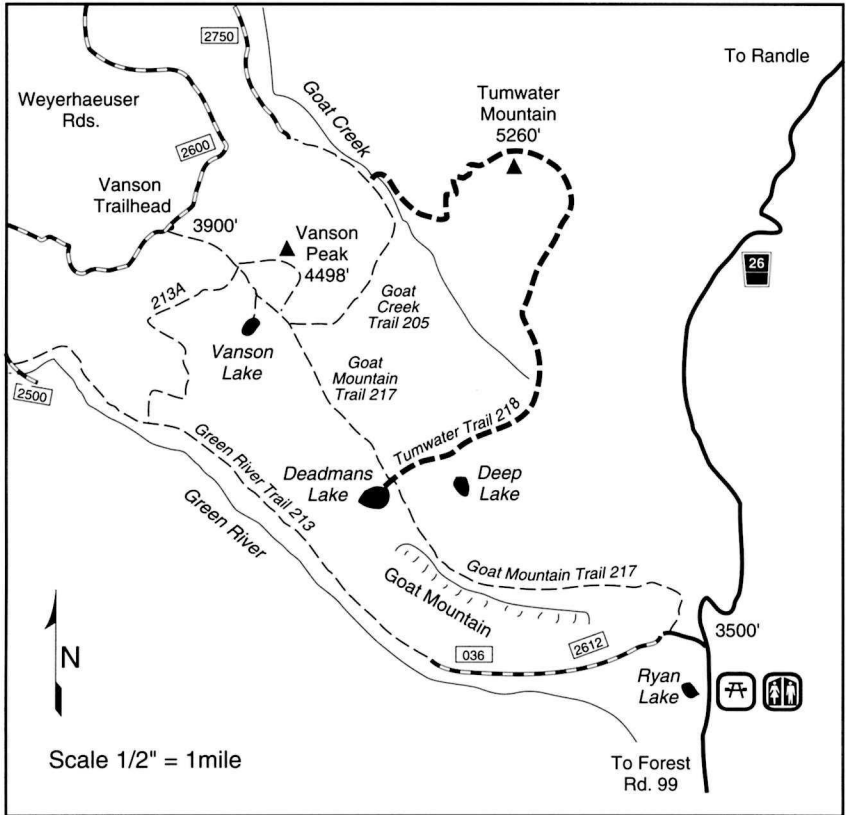 2750
To Randle
Weyerhaeuser
Rds.
Goat Creek
Tumwater
Mountain
5260'
2600
Vanson
Trailhead
3900'
Vanson
Peak
4498'
26
213A
Goat
Creek
Trail 205
Vanson
Lake
Goat
Mountain
Trail 217
2500
Green River Trail 213
Tumwater Trail 218
Deadmans
Lake
Deep
Lake
Green River
Goat Mountain Trail 217
Goat Mountain
3500'
036
2612
N
Ryan
Lake
Scale 1/2" = 1mile
To Forest
Rd. 99